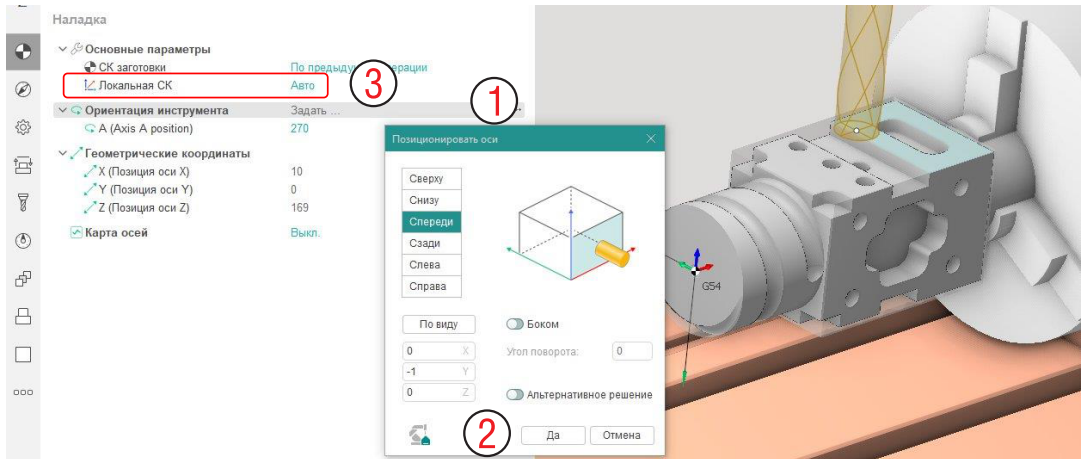 Наладка
Основные параметры
СК заготовки По предыдущ ерации
Локальная СК Авто
3
1
Ориентация инструмента Задать ...
A (Axis A position) 270
Геометрические координаты
X (Позиция оси X) 10
Y (Позиция оси Y) 0
Z (Позиция оси Z) 169
Карта осей Выкл.
Позиционировать оси
Сверху
Снизу
Спереди
Сзади
Слева
Справа
По виду Боком
0 X Угол поворота: 0
-1 Y
0 Z Альтернативное решение
2 Да Отмена
G54